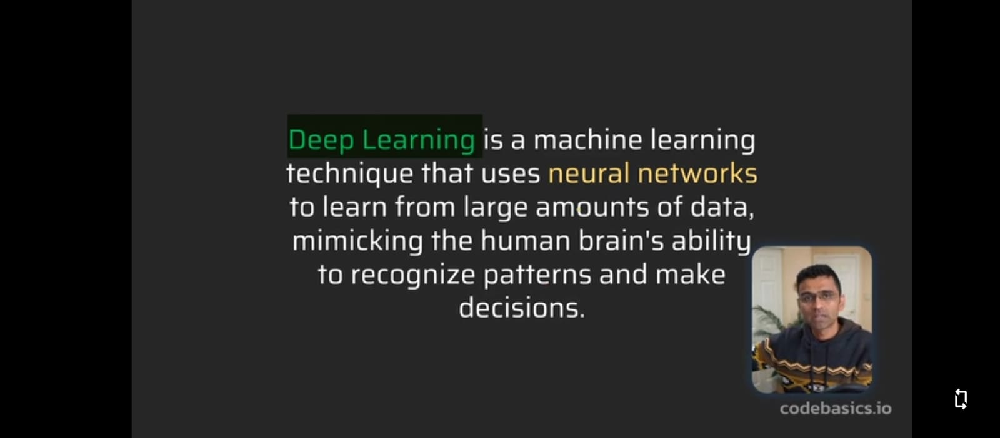 Deep Learning is a machine learning
technique that uses neural networks
to learn from large amounts of data,
mimicking the human brain's ability
to recognize patterns and make
decisions.
codebasics.io